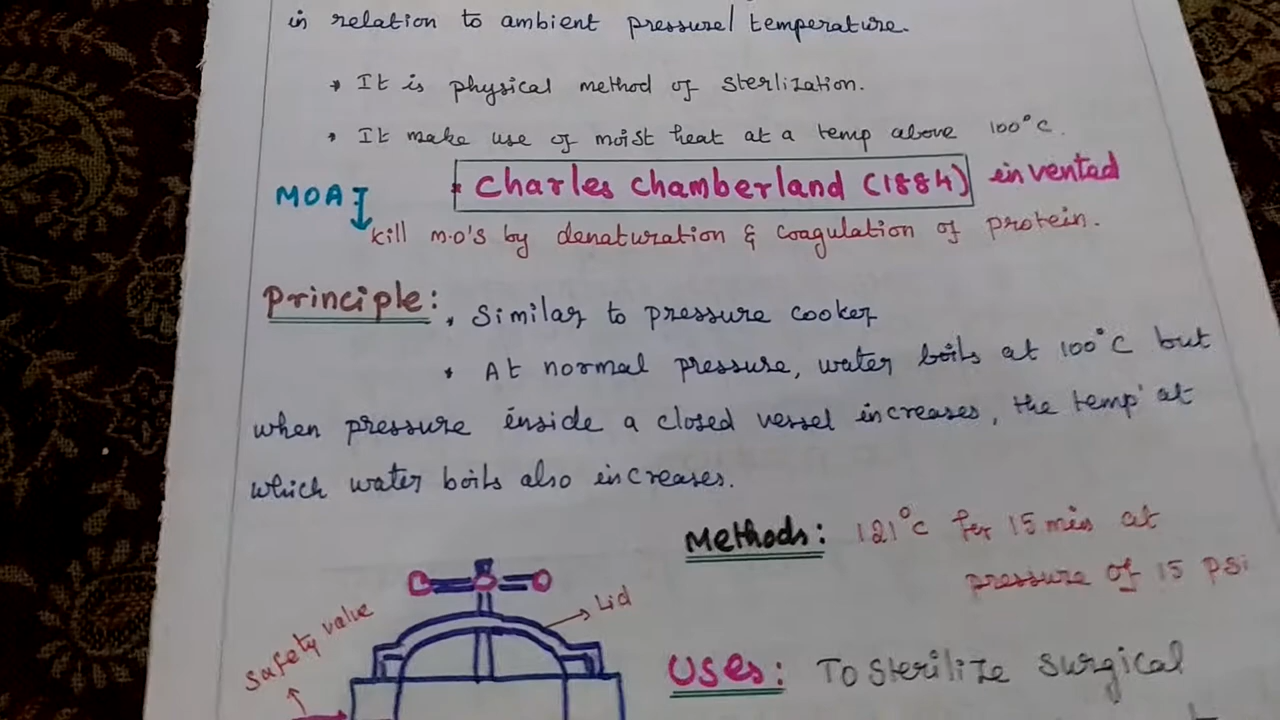 in relation to ambient pressure/temperature.
* It is physical method of sterlization.
* It make use of moist heat at a temp above 100°C.
* Charles Chamberland (1884) invented
MOA:
kill m.o's by denaturation & coagulation of protein.
Principle:
* Similar to pressure cooker
* At normal pressure, water boils at 100°C but
when pressure inside a closed vessel increases, the temp' at
which water boils also increases.
Methods: 121°C for 15 min at
pressure of 15 psi
Lid
Safety value
Uses: To sterilize surgical